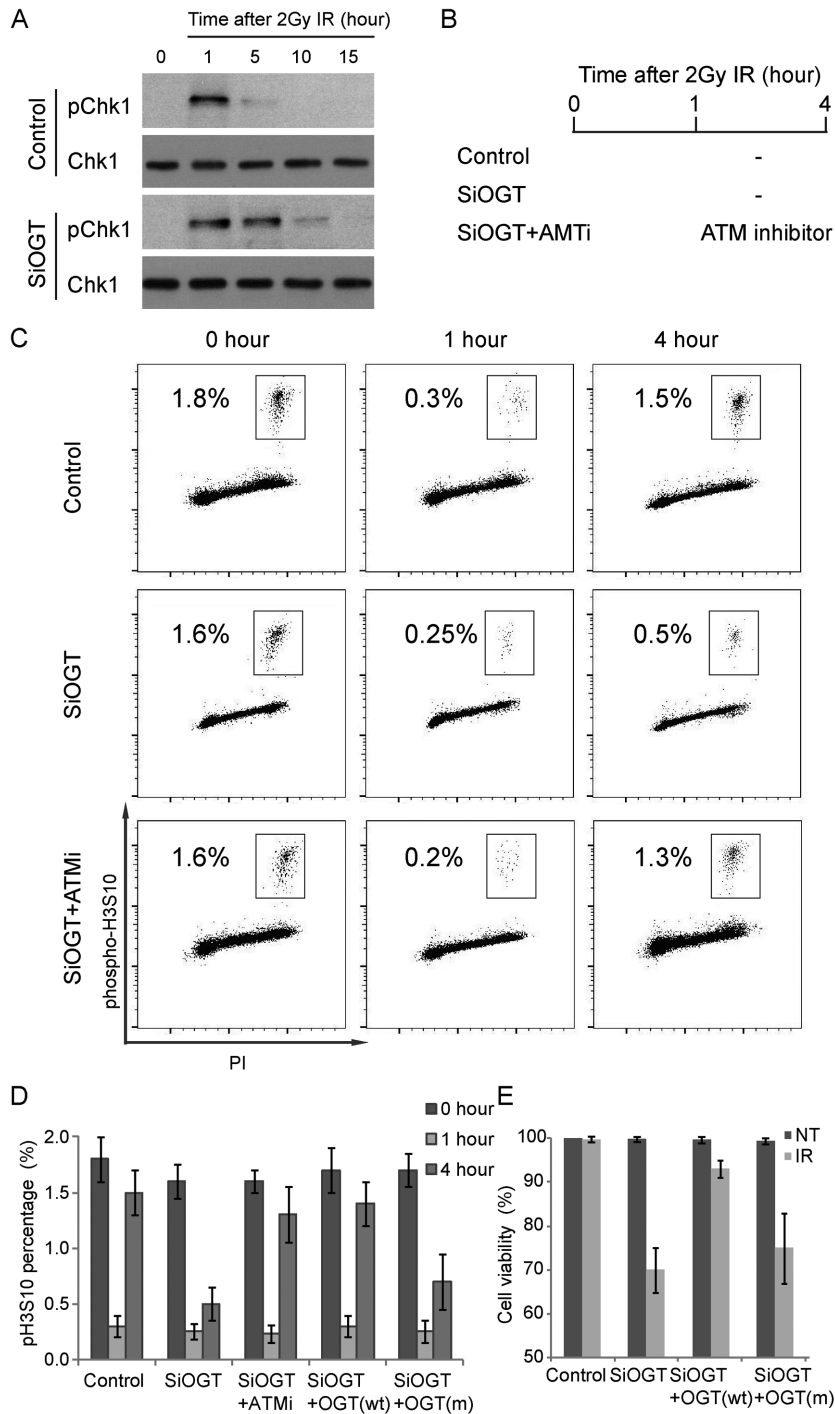 A
Time after 2Gy IR (hour)
0 1 5 10 15
Control
pChk1
Chk1
SiOGT
pChk1
Chk1
B
Time after 2Gy IR (hour)
0 1 4
Control -
SiOGT -
SiOGT+AMTi ATM inhibitor
C
0 hour 1 hour 4 hour
Control
1.8% 0.3% 1.5%
SiOGT
1.6% 0.25% 0.5%
SiOGT+ATMi
1.6% 0.2% 1.3%
phospho-H3S10
PI
D
0 hour
1 hour
4 hour
pH3S10 percentage (%)
2.0
1.5
1.0
0.5
0.0
Control SiOGT SiOGT SiOGT SiOGT
+ATMi +OGT(wt) +OGT(m)
E
NT
IR
Cell viability (%)
100
90
80
70
60
50
Control SiOGT SiOGT SiOGT
+OGT(wt) +OGT(m)